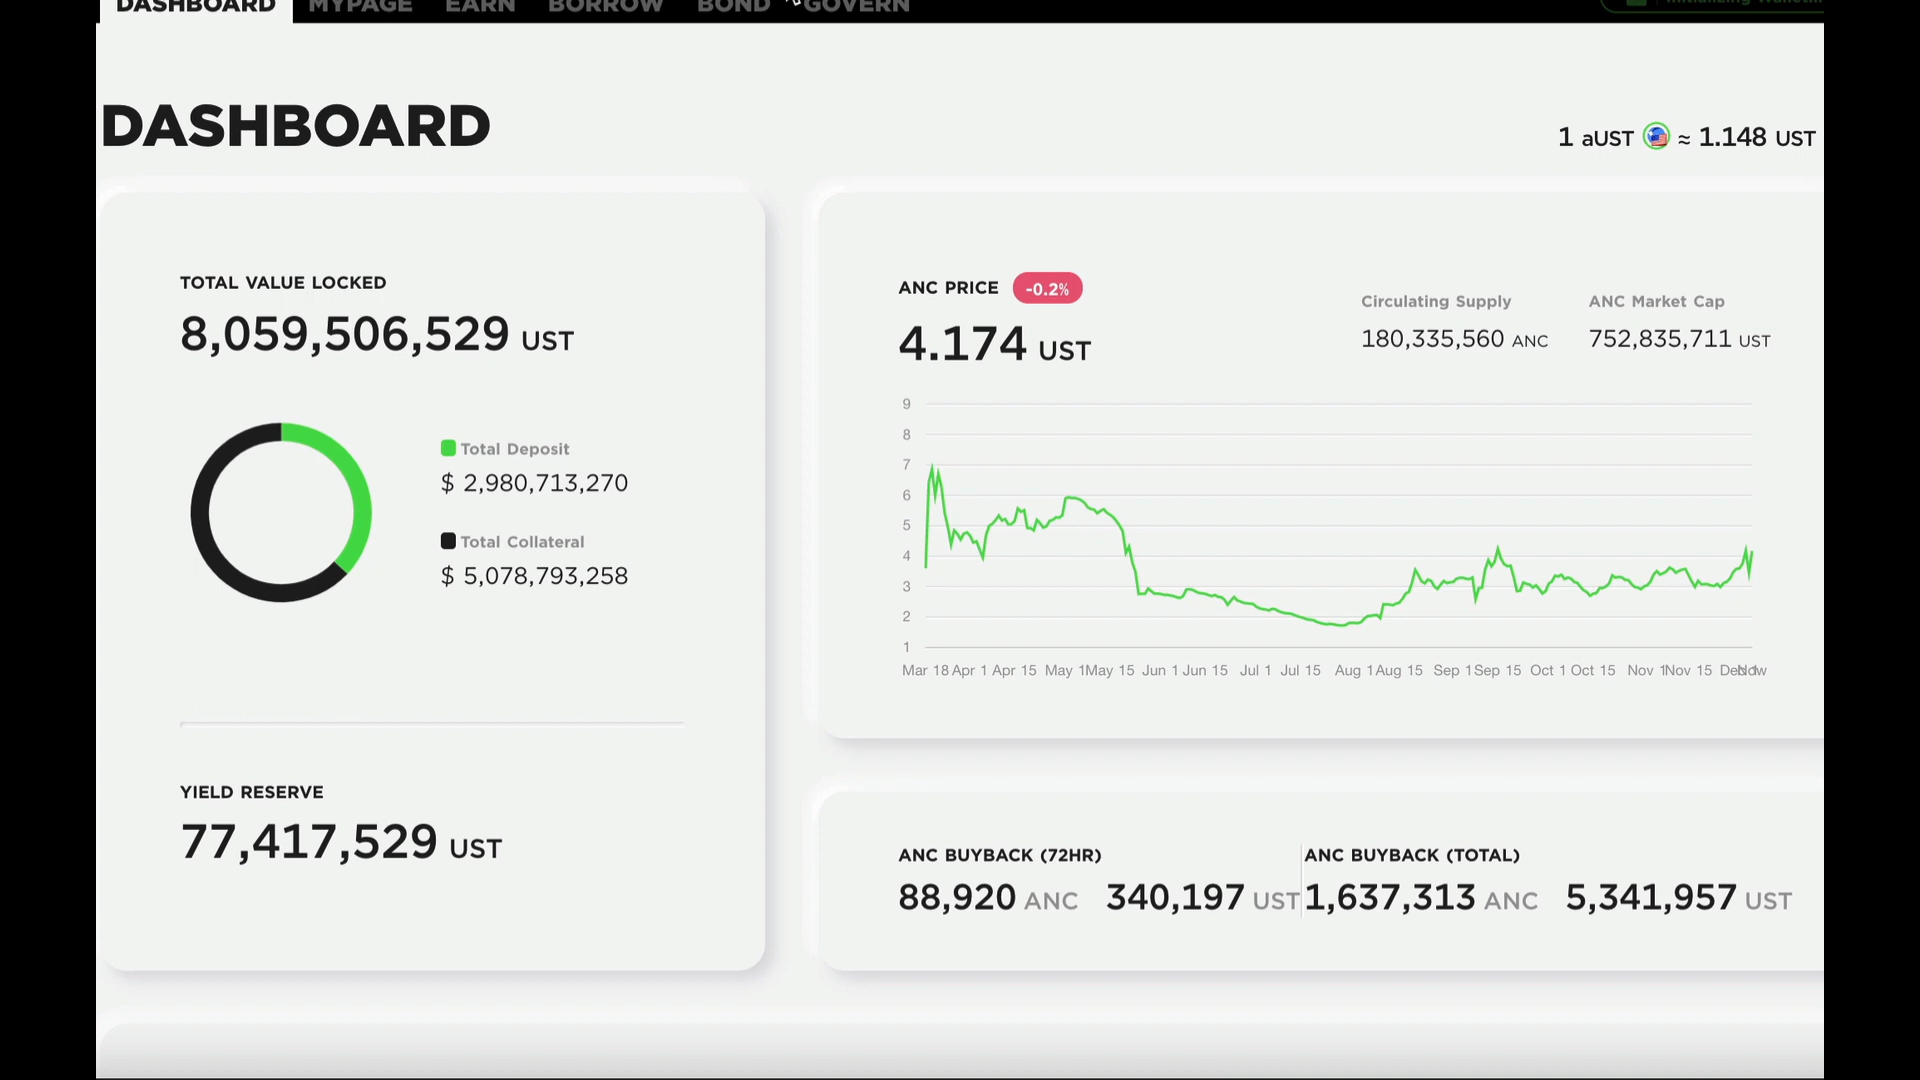 DASHBOARD MYPAGE EARN BORROW BOND GOVERN
DASHBOARD
1 aUST ≈ 1.148 UST
TOTAL VALUE LOCKED
8,059,506,529 UST
Total Deposit
$ 2,980,713,270
Total Collateral
$ 5,078,793,258
YIELD RESERVE
77,417,529 UST
ANC PRICE -0.2%
4.174 UST
Circulating Supply
180,335,560 ANC
ANC Market Cap
752,835,711 UST
9
8
7
6
5
4
3
2
1
Mar 18 Apr 1 Apr 15 May 1 May 15 Jun 1 Jun 15 Jul 1 Jul 15 Aug 1 Aug 15 Sep 1 Sep 15 Oct 1 Oct 15 Nov 1 Nov 15 Dec 1 Now
ANC BUYBACK (72HR)
88,920 ANC 340,197 UST
ANC BUYBACK (TOTAL)
1,637,313 ANC 5,341,957 UST